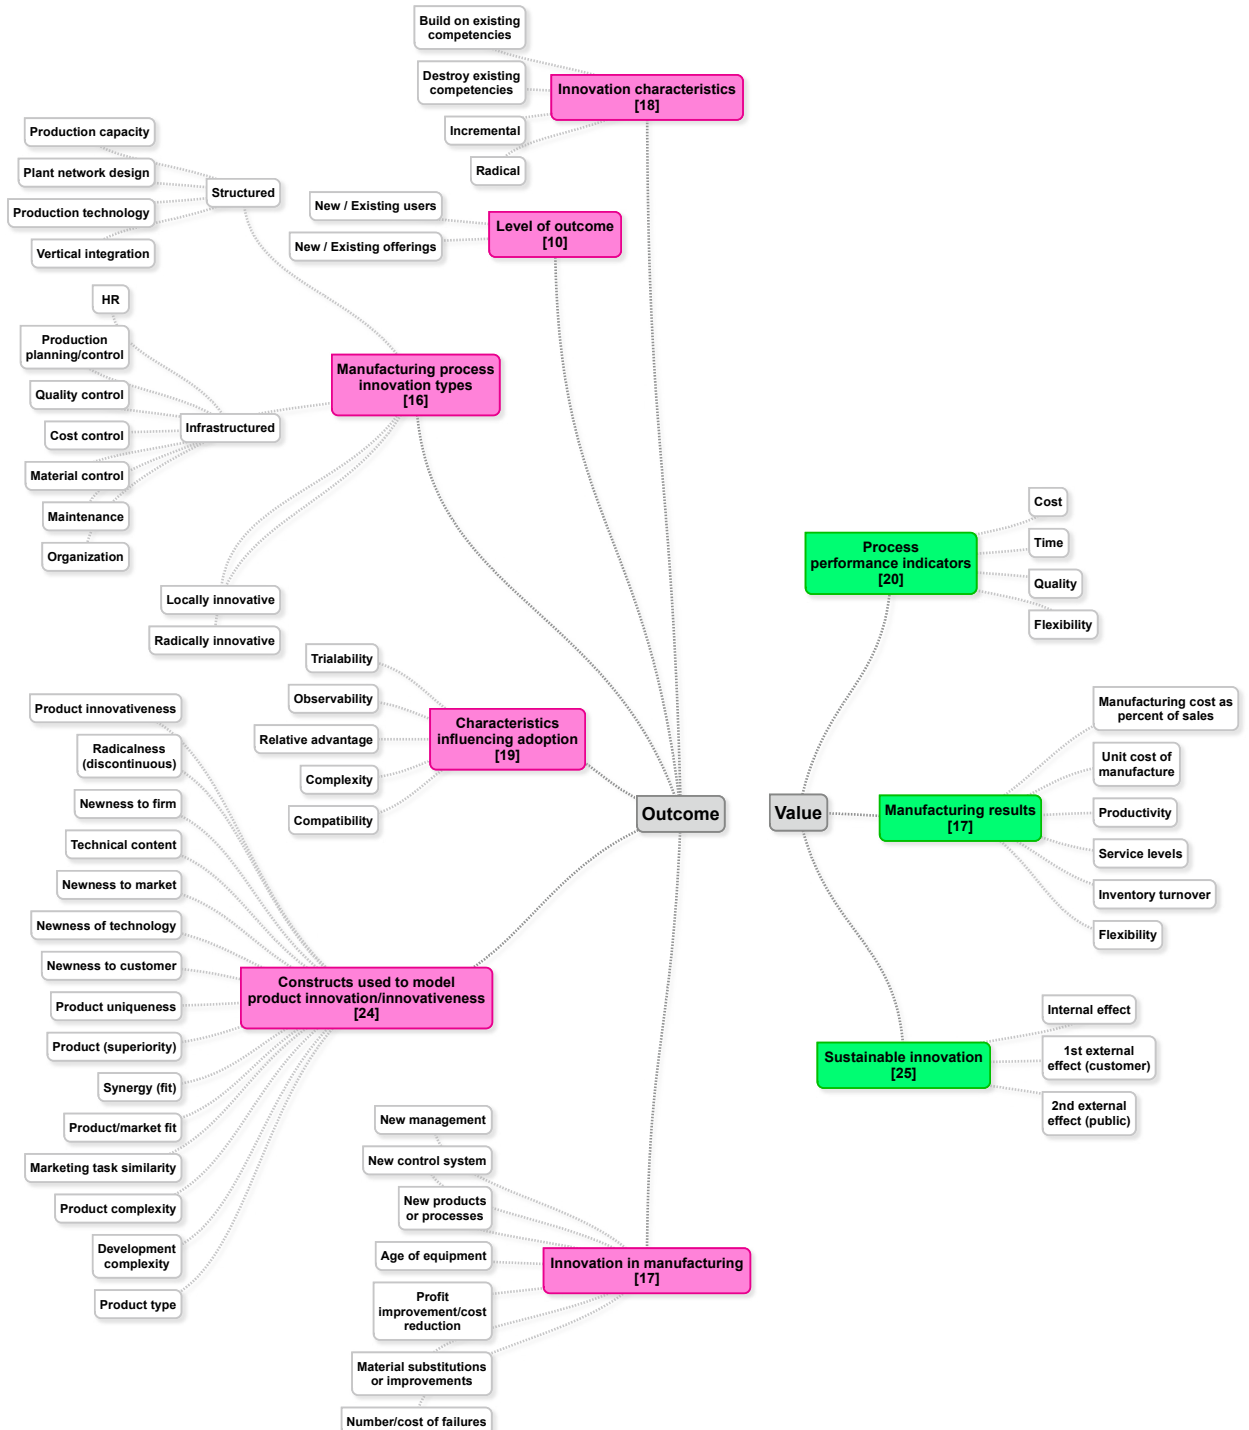 Build on existing
competencies
Destroy existing
competencies
Incremental
Radical
Innovation characteristics
[18]
New / Existing users
New / Existing offerings
Level of outcome
[10]
Production capacity
Plant network design
Production technology
Vertical integration
Structured
HR
Production
planning/control
Quality control
Cost control
Material control
Maintenance
Organization
Infrastructured
Manufacturing process
innovation types
[16]
Locally innovative
Radically innovative
Trialability
Observability
Relative advantage
Complexity
Compatibility
Characteristics
influencing adoption
[19]
Product innovativeness
Radicalness
(discontinuous)
Newness to firm
Technical content
Newness to market
Newness of technology
Newness to customer
Product uniqueness
Product (superiority)
Synergy (fit)
Product/market fit
Marketing task similarity
Product complexity
Development
complexity
Product type
Constructs used to model
product innovation/innovativeness
[24]
New management
New control system
New products
or processes
Age of equipment
Profit
improvement/cost
reduction
Material substitutions
or improvements
Number/cost of failures
Innovation in manufacturing
[17]
Outcome
Value
Process
performance indicators
[20]
Cost
Time
Quality
Flexibility
Manufacturing results
[17]
Manufacturing cost as
percent of sales
Unit cost of
manufacture
Productivity
Service levels
Inventory turnover
Flexibility
Sustainable innovation
[25]
Internal effect
1st external
effect (customer)
2nd external
effect (public)